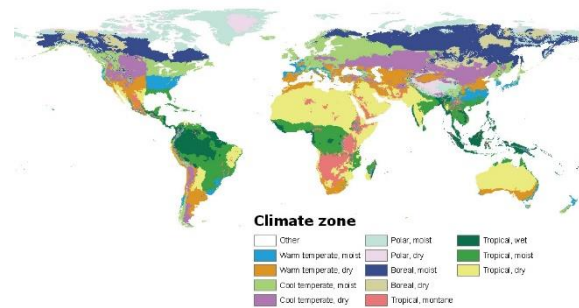 Climate zone
Other
Warm temperate, moist
Warm temperate, dry
Cool temperate, moist
Cool temperate, dry
Polar, moist
Polar, dry
Boreal, moist
Boreal, dry
Tropical, montane
Tropical, wet
Tropical, moist
Tropical, dry